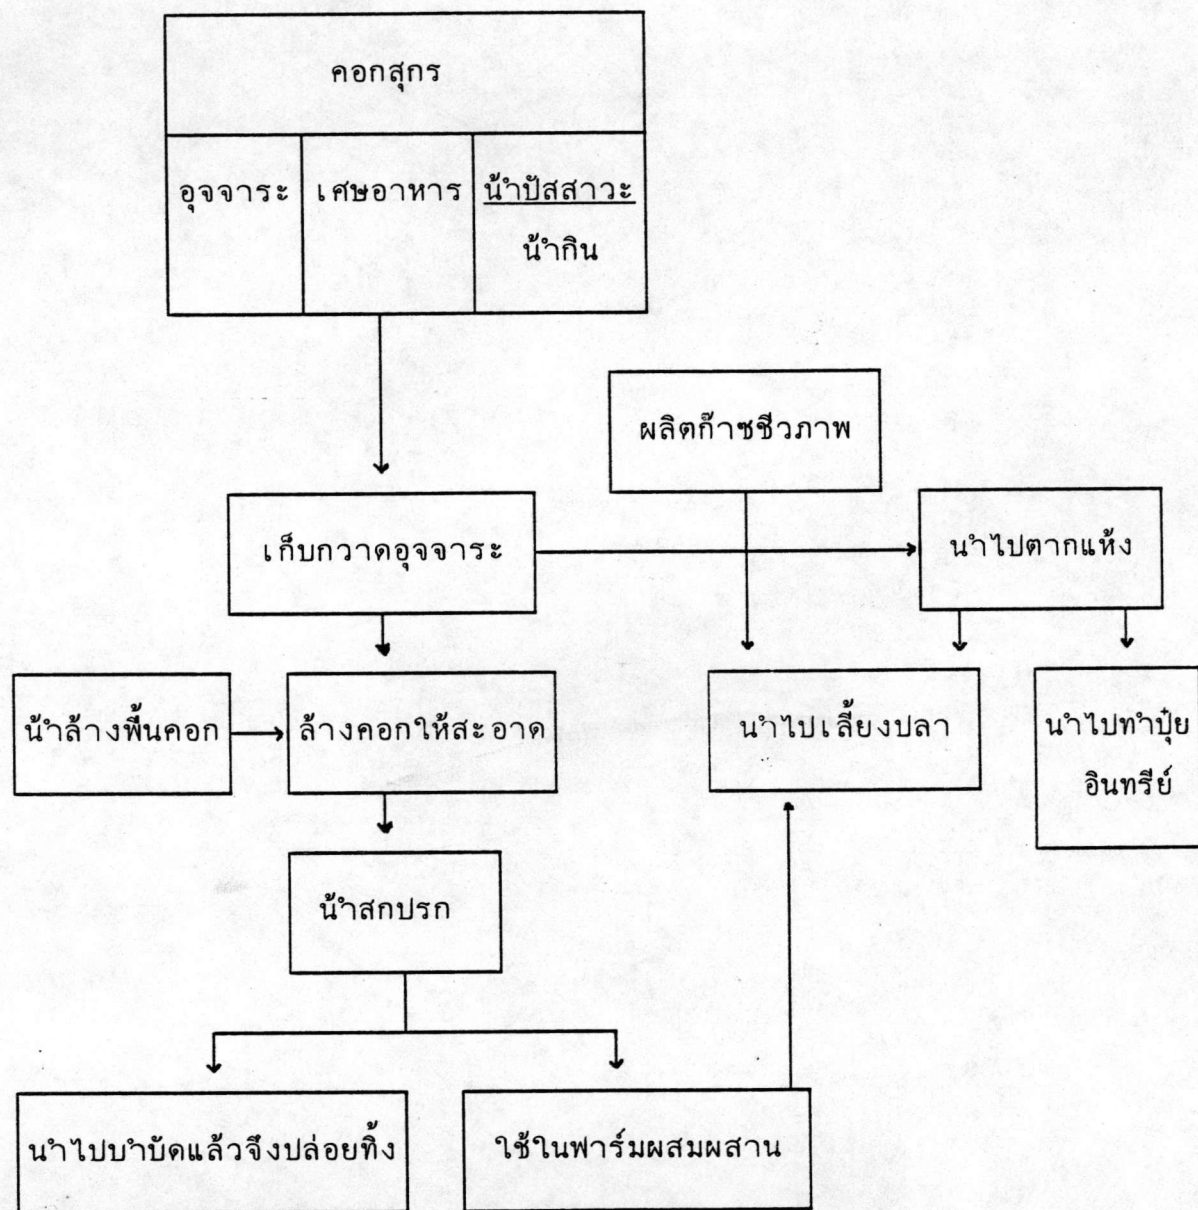 คอกสุกร
อุจจาระ
เศษอาหาร
น้ำปัสสาวะ
น้ำกิน
ผลิตก๊าซชีวภาพ
เก็บกวาดอุจจาระ
นำไปตากแห้ง
น้ำล้างพื้นคอก
ล้างคอกให้สะอาด
นำไปเลี้ยงปลา
นำไปทำปุ๋ย
อินทรีย์
น้ำสกปรก
นำไปบำบัดแล้วจึงปล่อยทิ้ง
ใช้ในฟาร์มผสมผสาน